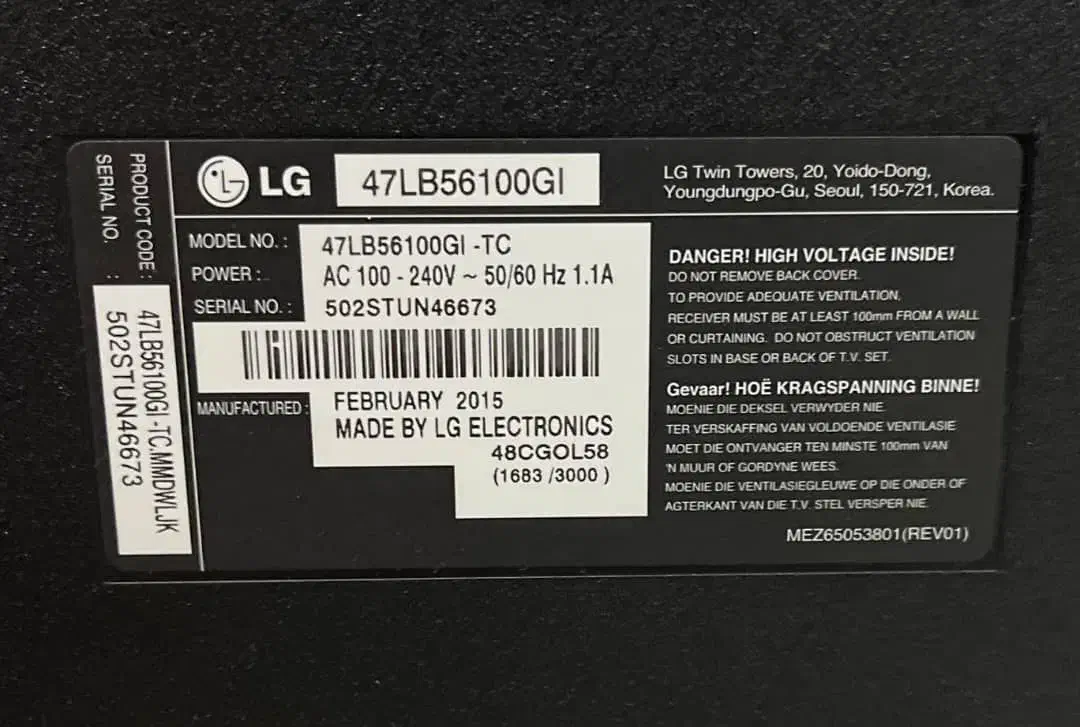 PRODUCT CODE :
SERIAL NO. :
47LB56100GI -TC.MMDWLJK
502STUN46673
LG
47LB56100GI
LG Twin Towers, 20, Yoido-Dong,
Youngdungpo-Gu, Seoul, 150-721, Korea.
MODEL NO. : 47LB56100GI -TC
POWER : AC 100 - 240V ~ 50/60 Hz 1.1A
SERIAL NO. : 502STUN46673
MANUFACTURED : FEBRUARY 2015
MADE BY LG ELECTRONICS
48CGOL58
(1683 /3000 )
DANGER! HIGH VOLTAGE INSIDE!
DO NOT REMOVE BACK COVER.
TO PROVIDE ADEQUATE VENTILATION,
RECEIVER MUST BE AT LEAST 100mm FROM A WALL
OR CURTAINING. DO NOT OBSTRUCT VENTILATION
SLOTS IN BASE OR BACK OF T.V. SET.
Gevaar! HOË KRAGSPANNING BINNE!
MOENIE DIE DEKSEL VERWYDER NIE.
TER VERSKAFFING VAN VOLDOENDE VENTILASIE
MOET DIE ONTVANGER TEN MINSTE 100mm VAN
'N MUUR OF GORDYNE WEES.
MOENIE DIE VENTILASIEGLEUWE OP DIE ONDER OF
AGTERKANT VAN DIE T.V. STEL VERSPER NIE.
MEZ65053801(REV01)